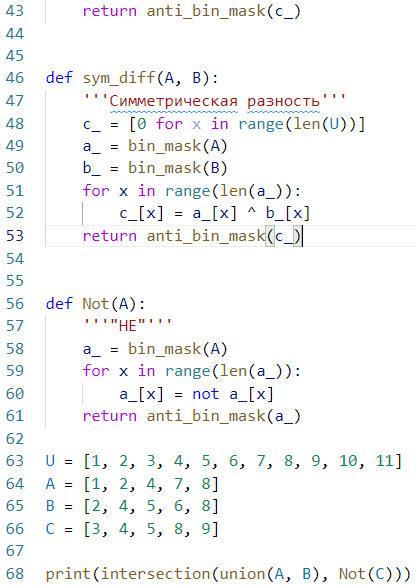 43 return anti_bin_mask(c_)
44
45
46 def sym_diff(A, B):
47 '''Симметрическая разность'''
48 c_ = [0 for x in range(len(U))]
49 a_ = bin_mask(A)
50 b_ = bin_mask(B)
51 for x in range(len(a_)):
52 c_[x] = a_[x] ^ b_[x]
53 return anti_bin_mask(c_)
54
55
56 def Not(A):
57 '''"НЕ"'''
58 a_ = bin_mask(A)
59 for x in range(len(a_)):
60 a_[x] = not a_[x]
61 return anti_bin_mask(a_)
62
63 U = [1, 2, 3, 4, 5, 6, 7, 8, 9, 10, 11]
64 A = [1, 2, 4, 7, 8]
65 B = [2, 4, 5, 6, 8]
66 C = [3, 4, 5, 8, 9]
67
68 print(intersection(union(A, B), Not(C)))